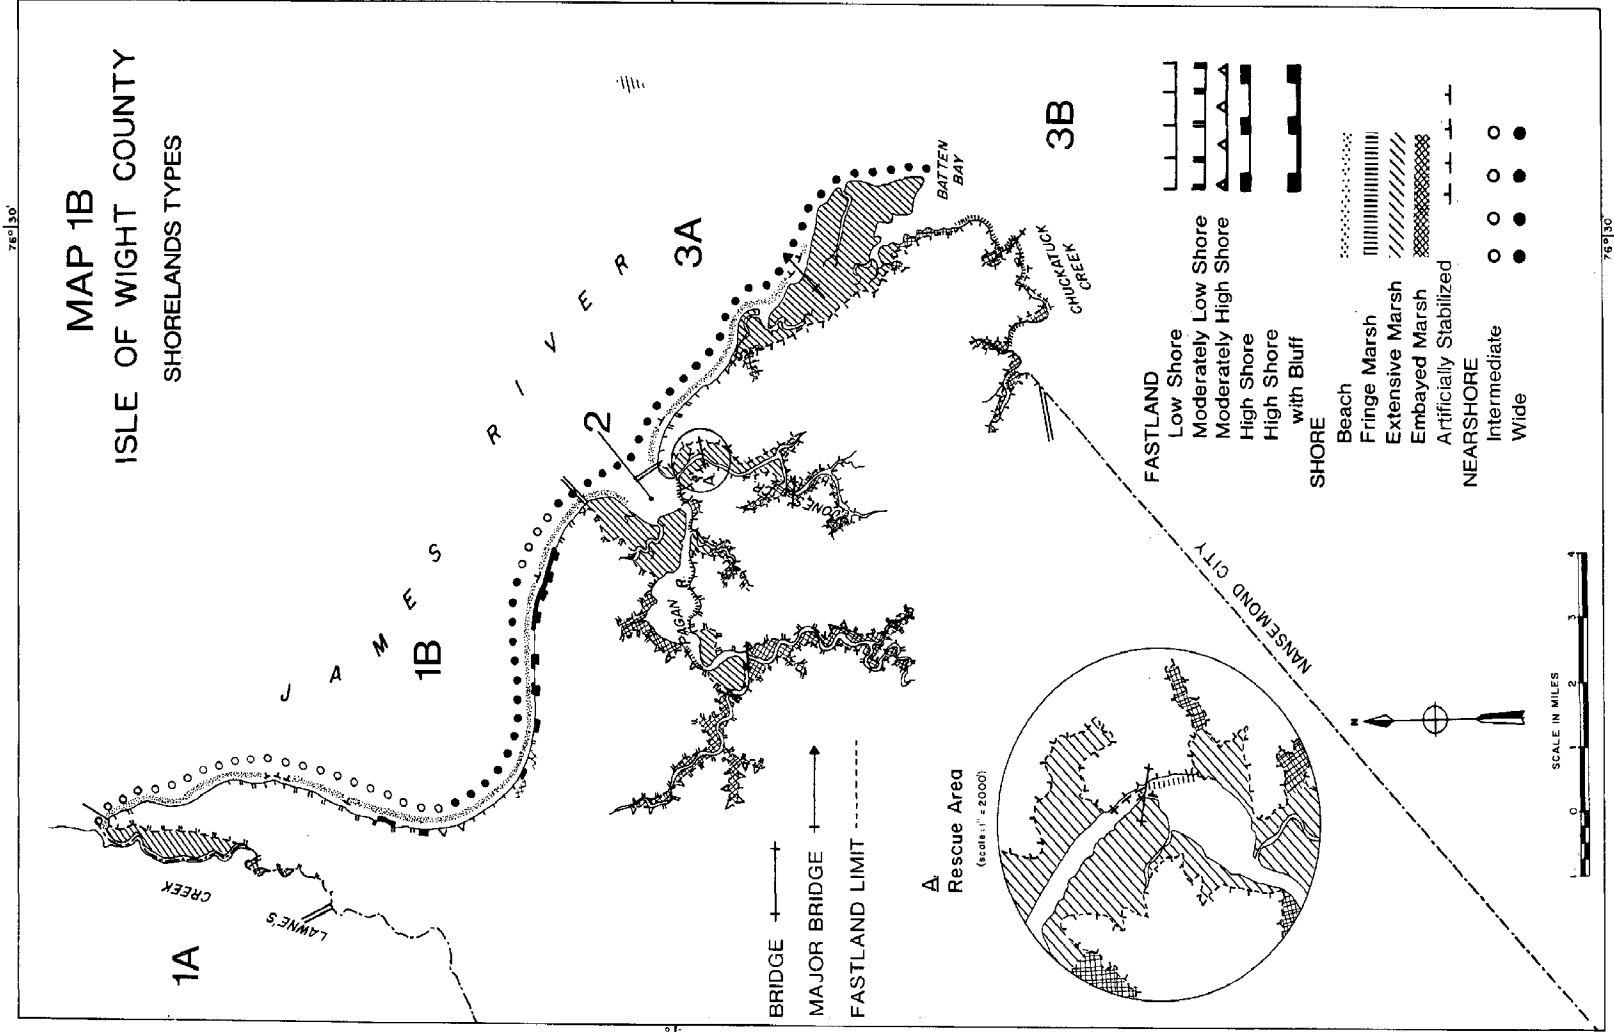 MAP 1B
ISLE OF WIGHT COUNTY
SHORELANDS TYPES
76°30'
1A
LAWNE'S
CREEK
1B
JAMES
RIVER
2
3A
3B
BATTEN
BAY
CHUCKATUCK
CREEK
PAGAN R.
JONES
A
NANSEMOND CITY
BRIDGE
MAJOR BRIDGE
FASTLAND LIMIT
A
Rescue Area
(scale: 1" = 2000')
FASTLAND
Low Shore
Moderately Low Shore
Moderately High Shore
High Shore
High Shore
with Bluff
SHORE
Beach
Fringe Marsh
Extensive Marsh
Embayed Marsh
Artificially Stabilized
NEARSHORE
Intermediate
Wide
N
SCALE IN MILES
1 0 1 2 3 4
76°30'